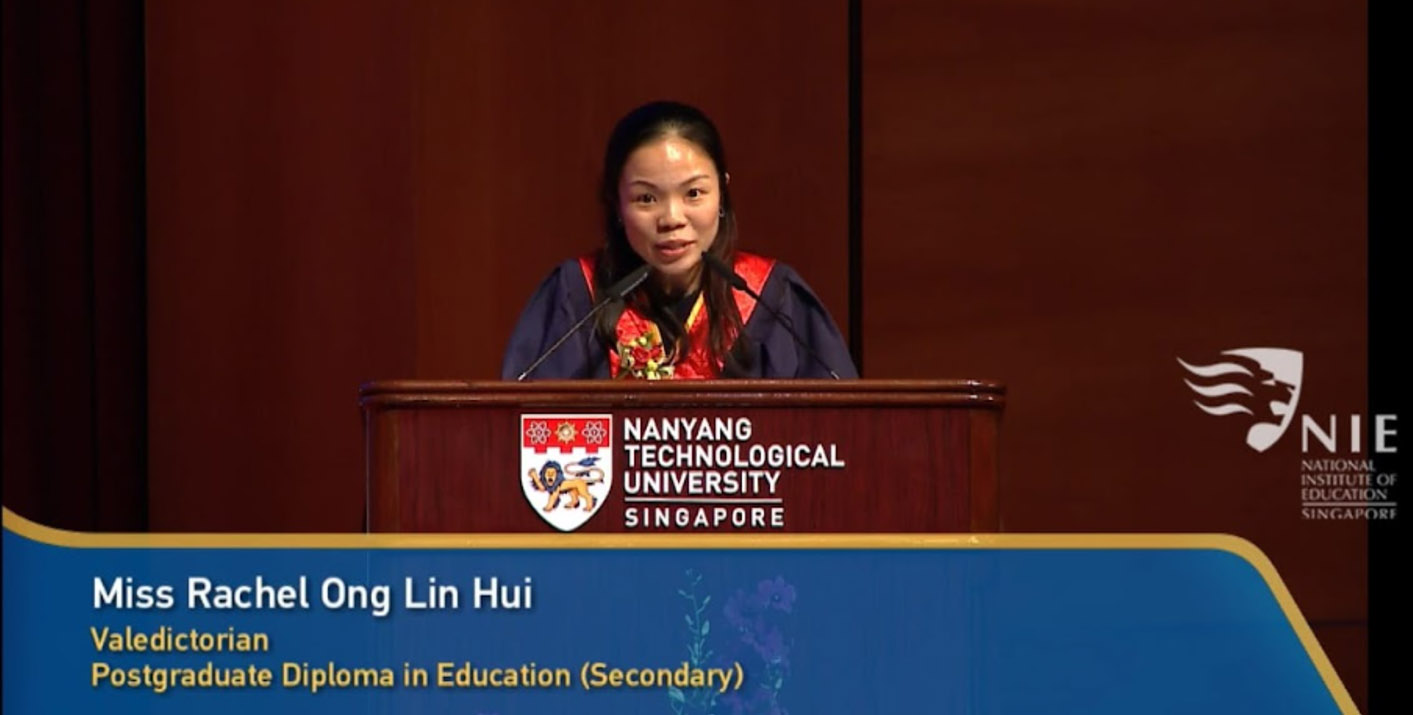 NANYANG
TECHNOLOGICAL
UNIVERSITY
SINGAPORE
NIE
NATIONAL
INSTITUTE OF
EDUCATION
SINGAPORE
Miss Rachel Ong Lin Hui
Valedictorian
Postgraduate Diploma in Education (Secondary)